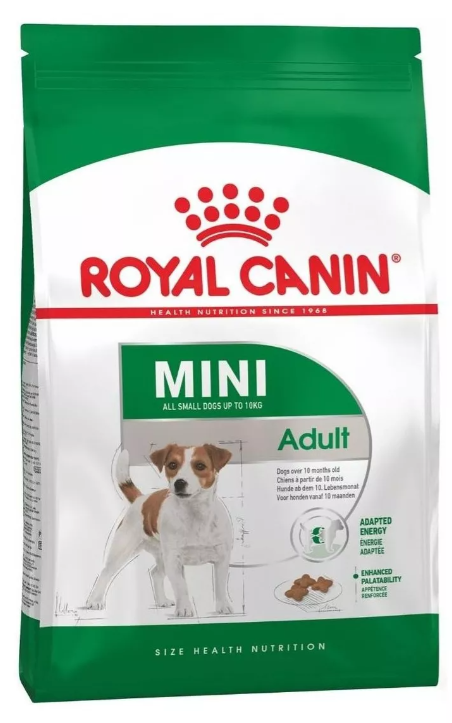 ROYAL CANIN®
HEALTH NUTRITION SINCE 1968
MINI
ALL SMALL DOGS UP TO 10KG
Adult
Dogs over 10 months old
Chiens à partir de 10 mois
Hunde ab dem 10. Lebensmonat
Voor honden vanaf 10 maanden
ADAPTED
ENERGY
ÉNERGIE
ADAPTÉE
ENHANCED
PALATABILITY
APPÉTENCE
RENFORCÉE
SIZE HEALTH NUTRITION